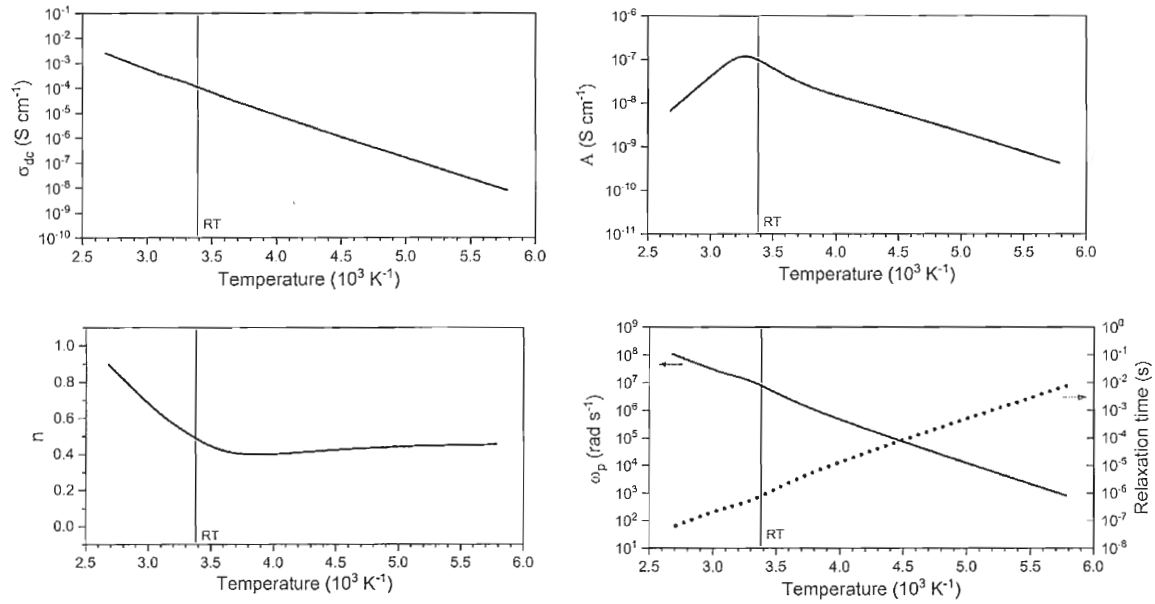 10⁻¹
10⁻²
10⁻³
10⁻⁴
10⁻⁵
10⁻⁶
10⁻⁷
10⁻⁸
10⁻⁹
10⁻¹⁰
σdc (S cm⁻¹)
RT
2.5 3.0 3.5 4.0 4.5 5.0 5.5 6.0
Temperature (10³ K⁻¹)
10⁻⁶
10⁻⁷
10⁻⁸
10⁻⁹
10⁻¹⁰
10⁻¹¹
A (S cm⁻¹)
RT
2.5 3.0 3.5 4.0 4.5 5.0 5.5 6.0
Temperature (10³ K⁻¹)
1.0
0.8
0.6
0.4
0.2
0.0
n
RT
2.5 3.0 3.5 4.0 4.5 5.0 5.5 6.0
Temperature (10³ K⁻¹)
10⁹
10⁸
10⁷
10⁶
10⁵
10⁴
10³
10²
10¹
ωp (rad s⁻¹)
RT
10⁰
10⁻¹
10⁻²
10⁻³
10⁻⁴
10⁻⁵
10⁻⁶
10⁻⁷
10⁻⁸
Relaxation time (s)
2.5 3.0 3.5 4.0 4.5 5.0 5.5 6.0
Temperature (10³ K⁻¹)